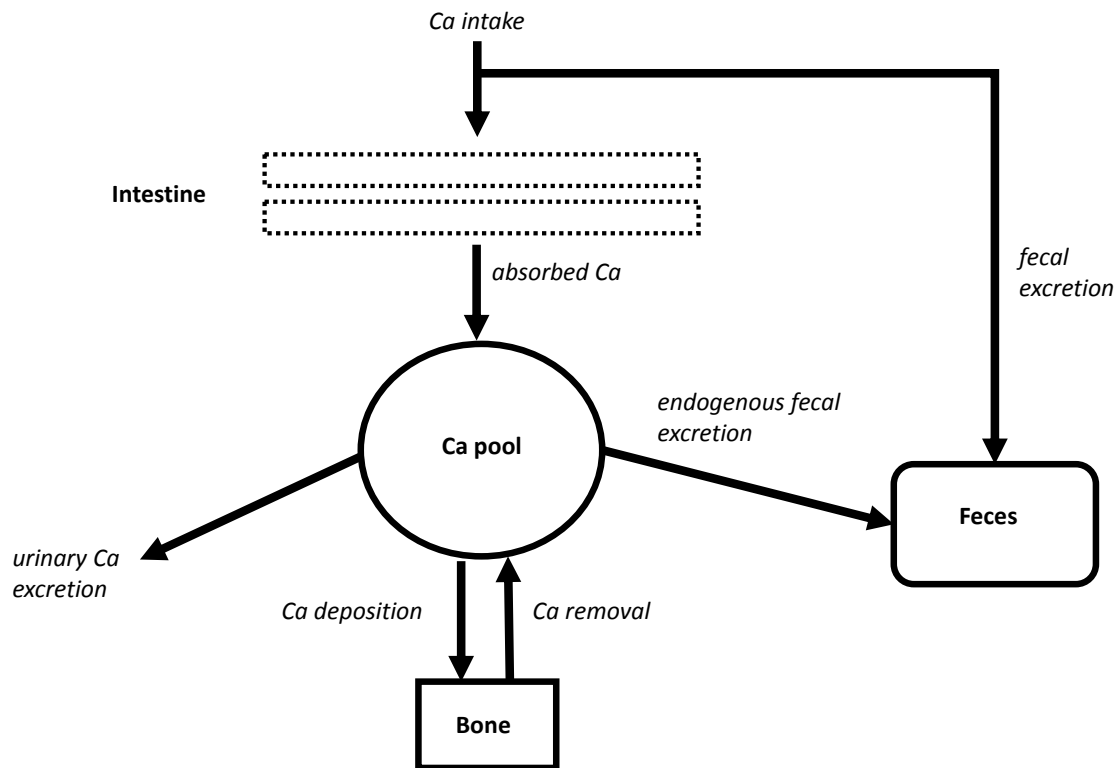 Ca intake
Intestine
absorbed Ca
fecal
excretion
endogenous fecal
excretion
Ca pool
Feces
urinary Ca
excretion
Ca deposition
Ca removal
Bone